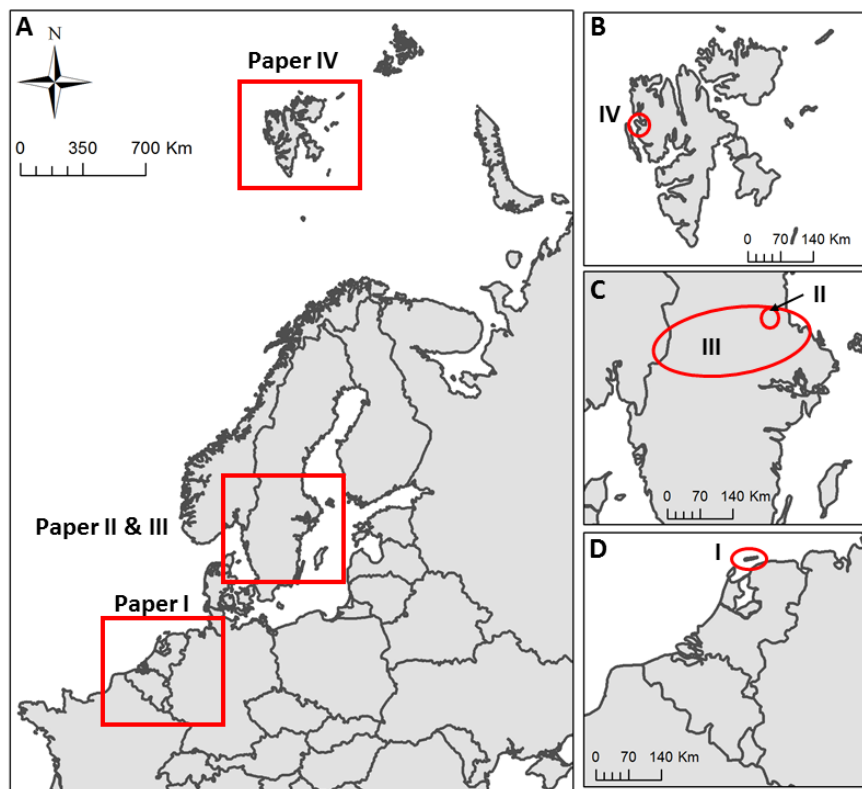 A
N
0 350 700 Km
Paper IV
Paper II & III
Paper I
B
IV
0 70 140 Km
C
II
III
0 70 140 Km
D
I
0 70 140 Km